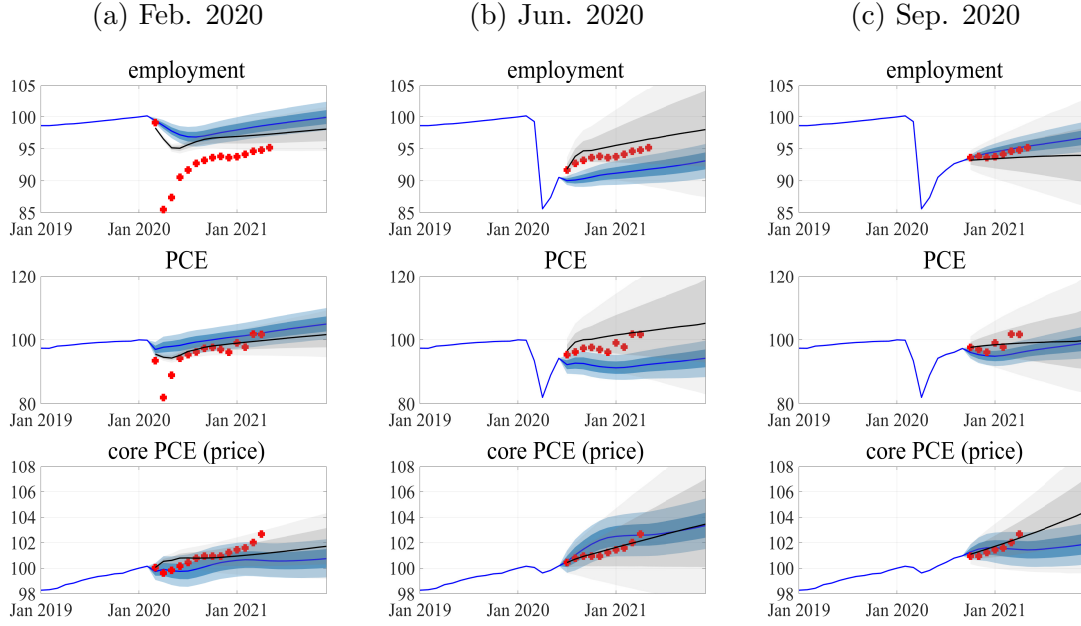 (a) Feb. 2020 (b) Jun. 2020 (c) Sep. 2020
employment employment employment
105 105 105
100 100 100
95 95 95
90 90 90
85 85 85
Jan 2019 Jan 2020 Jan 2021 Jan 2019 Jan 2020 Jan 2021 Jan 2019 Jan 2020 Jan 2021
PCE PCE PCE
120 120 120
100 100 100
80 80 80
Jan 2019 Jan 2020 Jan 2021 Jan 2019 Jan 2020 Jan 2021 Jan 2019 Jan 2020 Jan 2021
core PCE (price) core PCE (price) core PCE (price)
108 108 108
106 106 106
104 104 104
102 102 102
100 100 100
98 98 98
Jan 2019 Jan 2020 Jan 2021 Jan 2019 Jan 2020 Jan 2021 Jan 2019 Jan 2020 Jan 2021